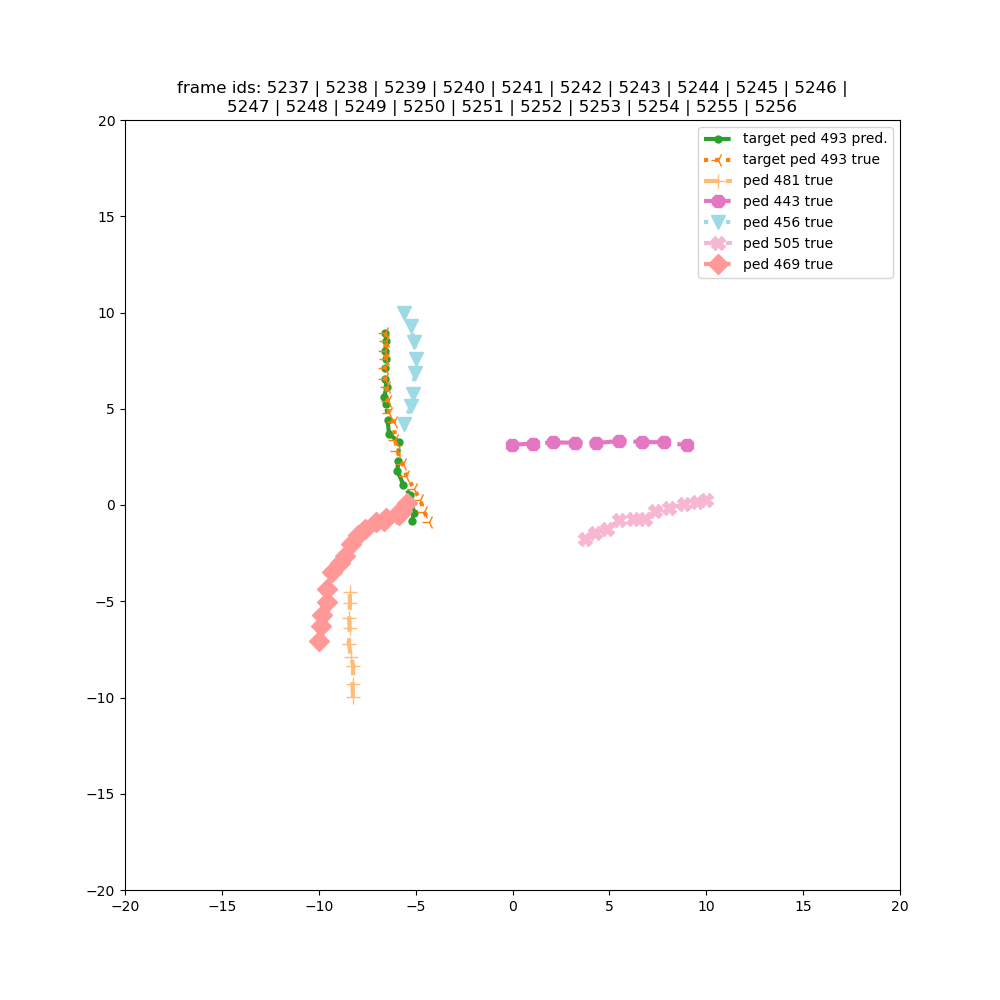 frame ids: 5237 | 5238 | 5239 | 5240 | 5241 | 5242 | 5243 | 5244 | 5245 | 5246 |
5247 | 5248 | 5249 | 5250 | 5251 | 5252 | 5253 | 5254 | 5255 | 5256
target ped 493 pred.
target ped 493 true
ped 481 true
ped 443 true
ped 456 true
ped 505 true
ped 469 true
20
15
10
5
0
−5
−10
−15
−20
−20 −15 −10 −5 0 5 10 15 20